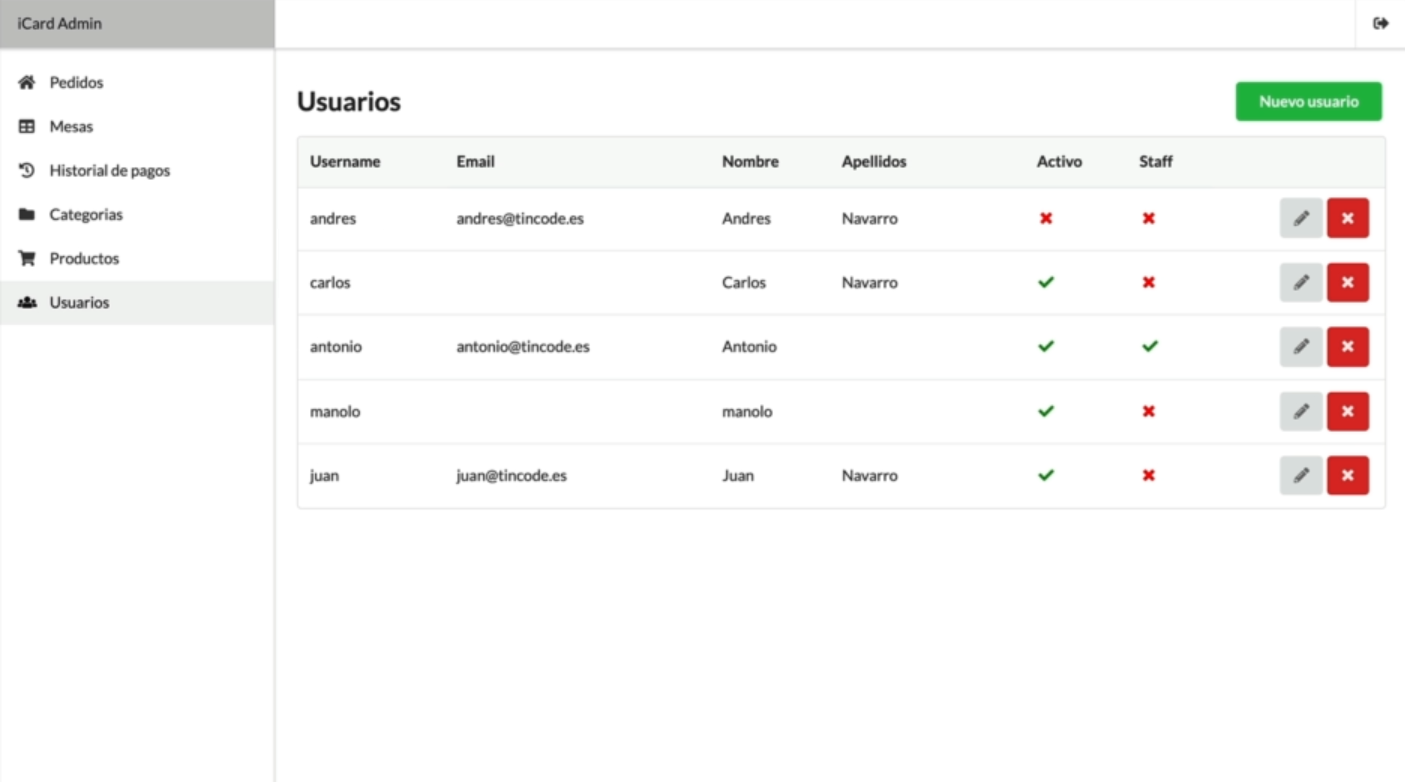 iCard Admin
Pedidos
Mesas
Historial de pagos
Categorias
Productos
Usuarios
Usuarios
Nuevo usuario
Username Email Nombre Apellidos Activo Staff
andres andres@tincode.es Andres Navarro
carlos Carlos Navarro
antonio antonio@tincode.es Antonio
manolo manolo
juan juan@tincode.es Juan Navarro